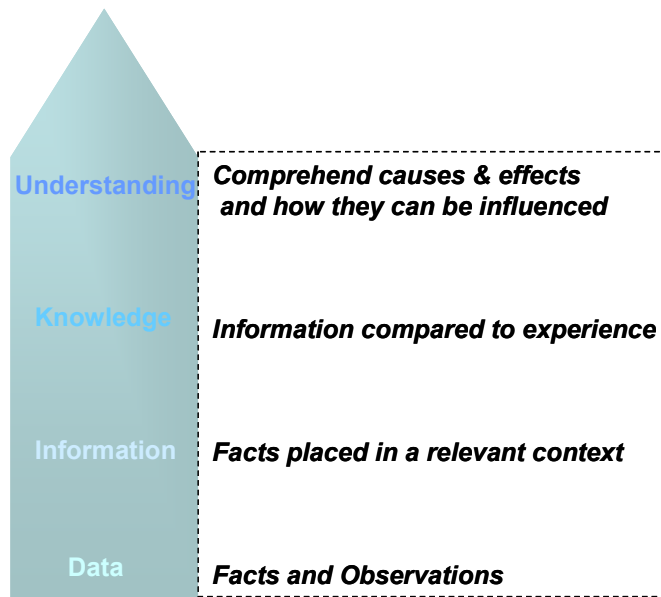 Understanding
Comprehend causes & effects
and how they can be influenced
Knowledge
Information compared to experience
Information
Facts placed in a relevant context
Data
Facts and Observations